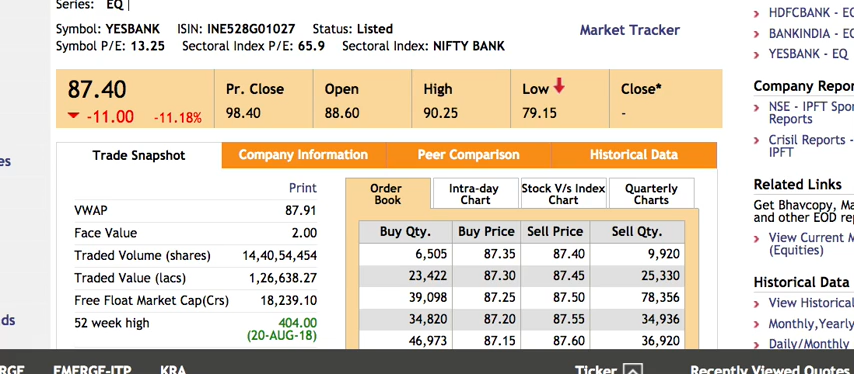 Series: EQ |
Symbol: YESBANK ISIN: INE528G01027 Status: Listed
Symbol P/E: 13.25 Sectoral Index P/E: 65.9 Sectoral Index: NIFTY BANK
Market Tracker
87.40
-11.00 -11.18%
Pr. Close Open High Low Close*
98.40 88.60 90.25 79.15 -
Trade Snapshot Company Information Peer Comparison Historical Data
Print
VWAP 87.91
Face Value 2.00
Traded Volume (shares) 14,40,54,454
Traded Value (lacs) 1,26,638.27
Free Float Market Cap(Crs) 18,239.10
52 week high 404.00
(20-AUG-18)
Order Book
Intra-day Chart
Stock V/s Index Chart
Quarterly Charts
Buy Qty. Buy Price Sell Price Sell Qty.
6,505 87.35 87.40 9,920
23,422 87.30 87.45 25,330
39,098 87.25 87.50 78,356
34,820 87.20 87.55 34,936
46,973 87.15 87.60 36,920
HDFCBANK - EQ
BANKINDIA - EQ
YESBANK - EQ
Company Repor
NSE - IPFT Spo
Reports
Crisil Reports -
IPFT
Related Links
Get Bhavcopy, Ma
and other EOD rep
View Current M
(Equities)
Historical Data
View Historical
Monthly,Yearly
Daily/Monthly
es
ds
RGE EMERGE-ITP KRA
Ticker Recently Viewed Quotes